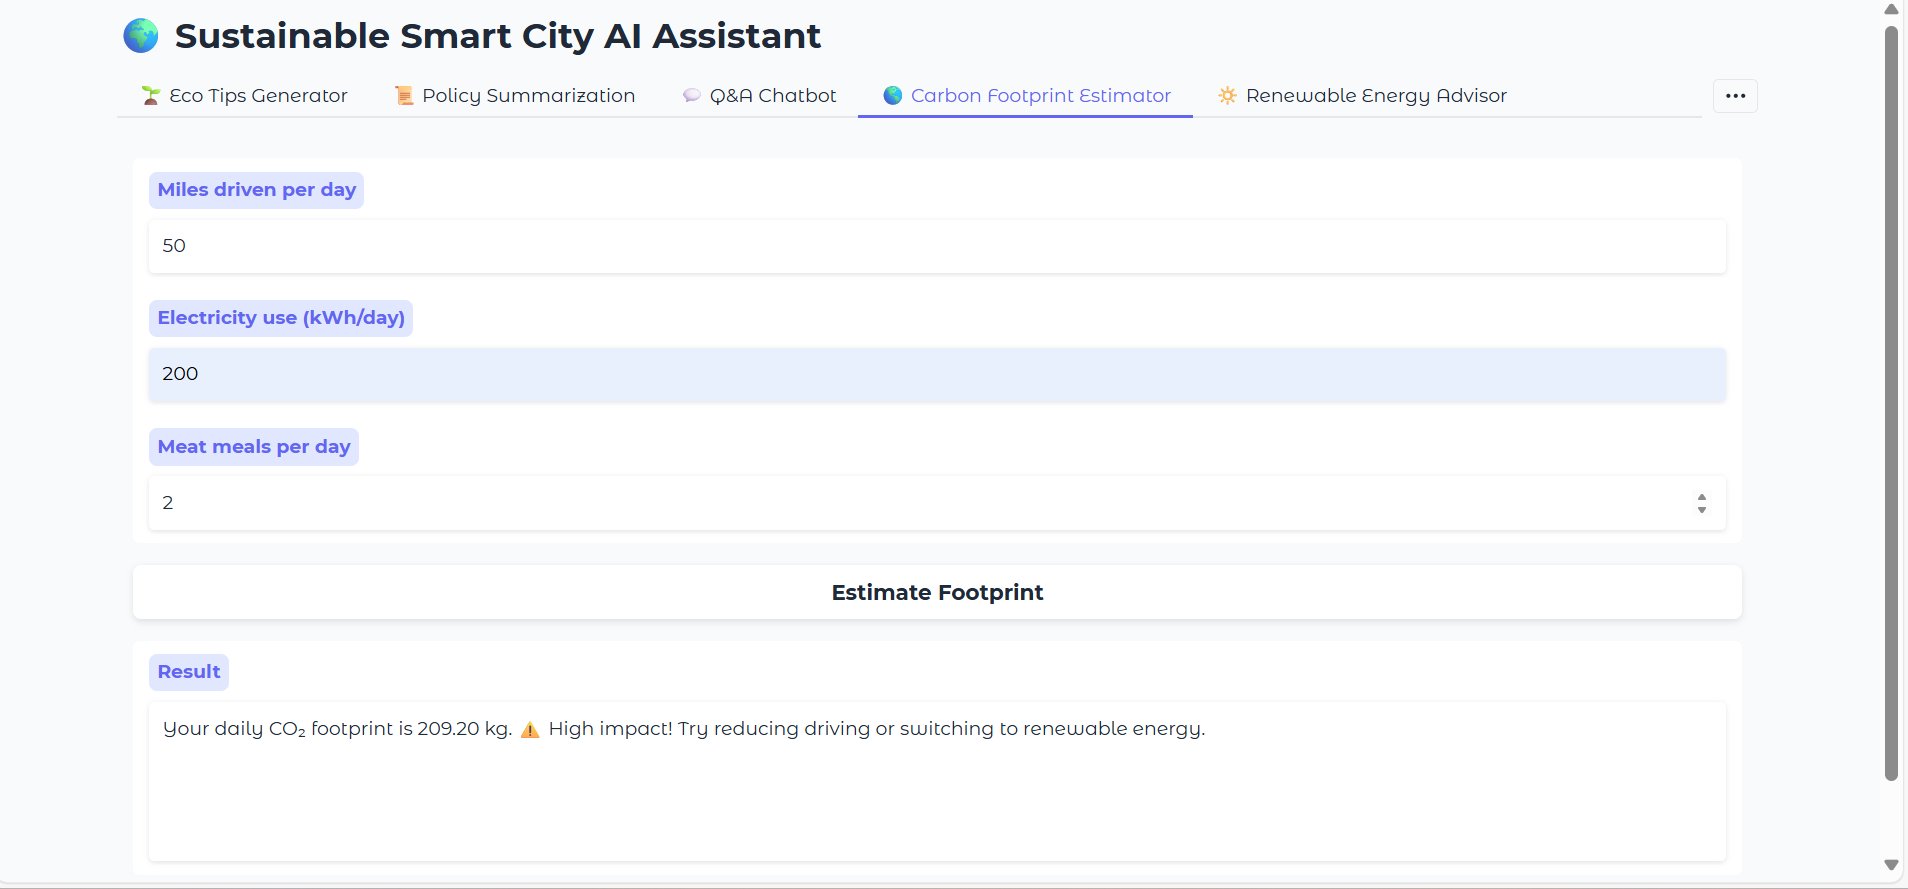 Sustainable Smart City AI Assistant
Eco Tips Generator Policy Summarization Q&A Chatbot Carbon Footprint Estimator Renewable Energy Advisor
Miles driven per day
50
Electricity use (kWh/day)
200
Meat meals per day
2
Estimate Footprint
Result
Your daily CO₂ footprint is 209.20 kg. ⚠️ High impact! Try reducing driving or switching to renewable energy.